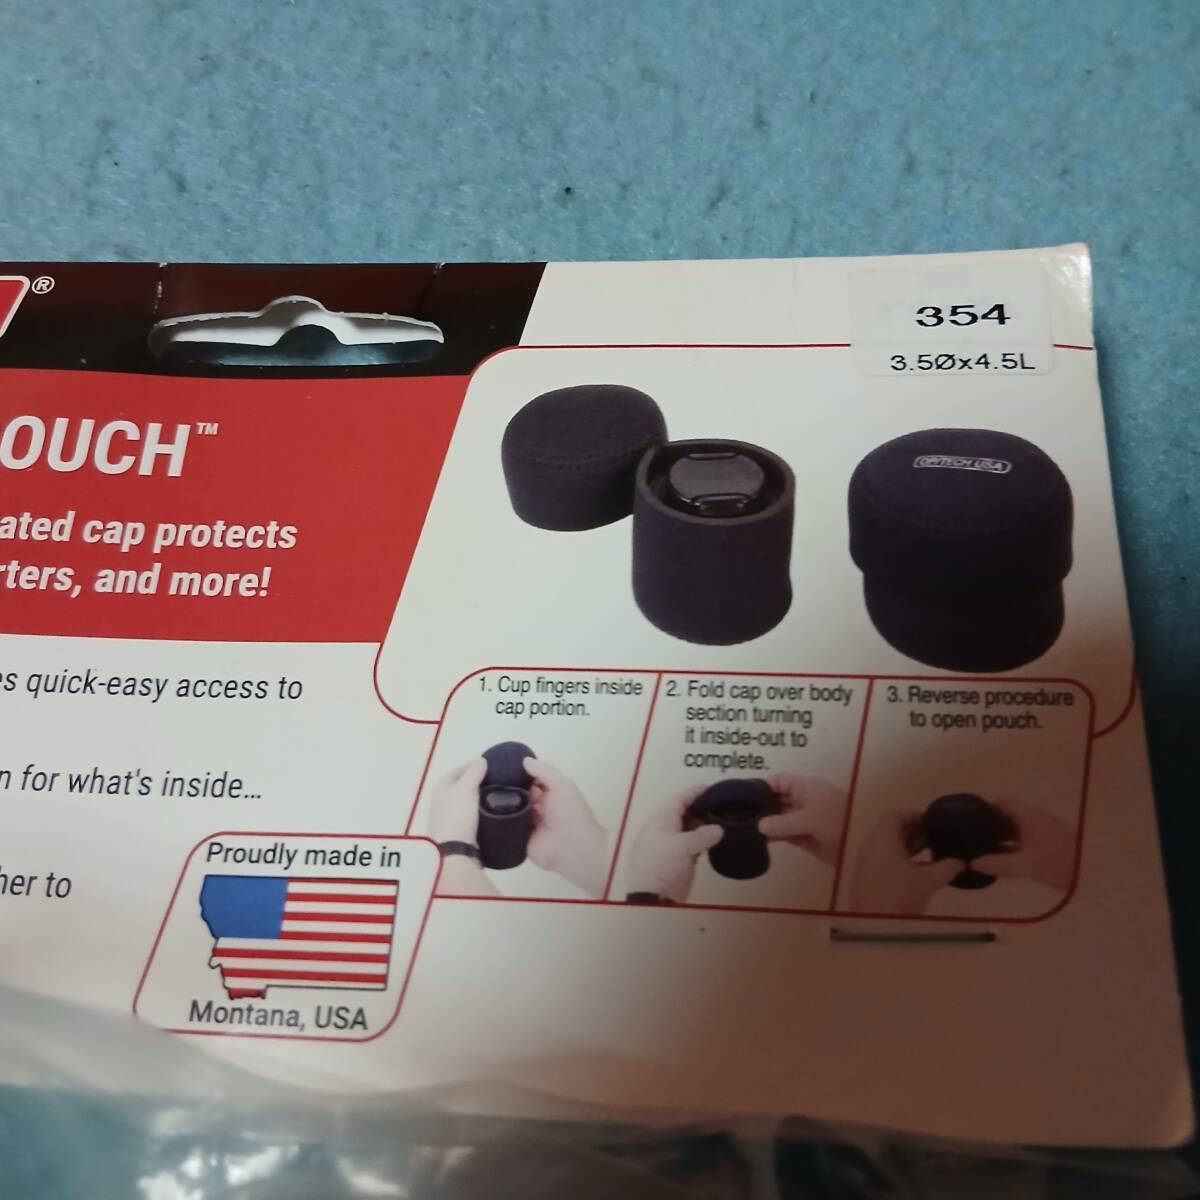 ®
354
3.5Øx4.5L
OUCH™
ated cap protects
rters, and more!
OP/TECH USA
es quick-easy access to
n for what's inside...
her to
1. Cup fingers inside
cap portion.
2. Fold cap over body
section turning
it inside-out to
complete.
3. Reverse procedure
to open pouch.
Proudly made in
Montana, USA